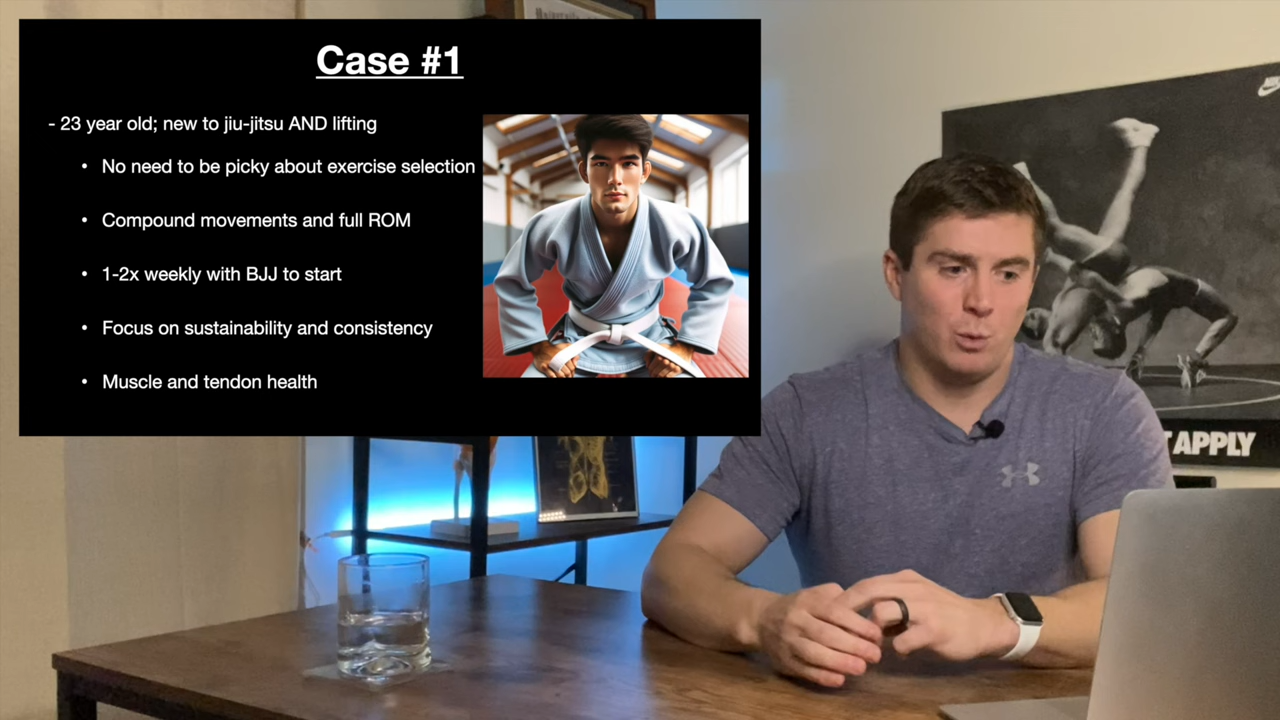 Case #1
- 23 year old; new to jiu-jitsu AND lifting
• No need to be picky about exercise selection
• Compound movements and full ROM
• 1-2x weekly with BJJ to start
• Focus on sustainability and consistency
• Muscle and tendon health
APPLY